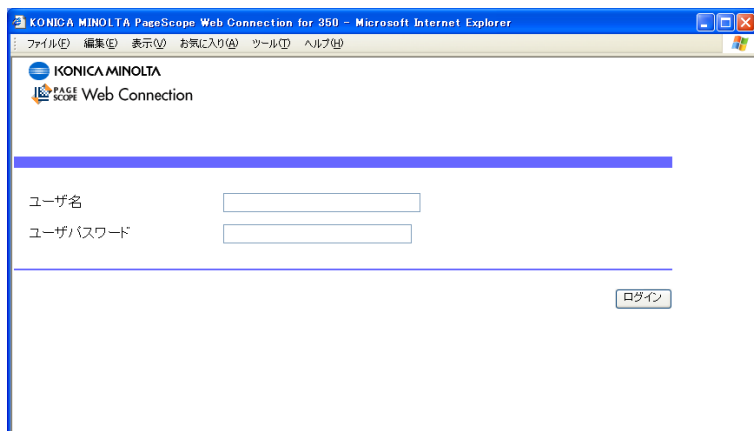 KONICA MINOLTA PageScope Web Connection for 350 - Microsoft Internet Explorer
ファイル(F) 編集(E) 表示(V) お気に入り(A) ツール(T) ヘルプ(H)
KONICA MINOLTA
PAGE SCOPE Web Connection
ユーザ名
ユーザパスワード
ログイン